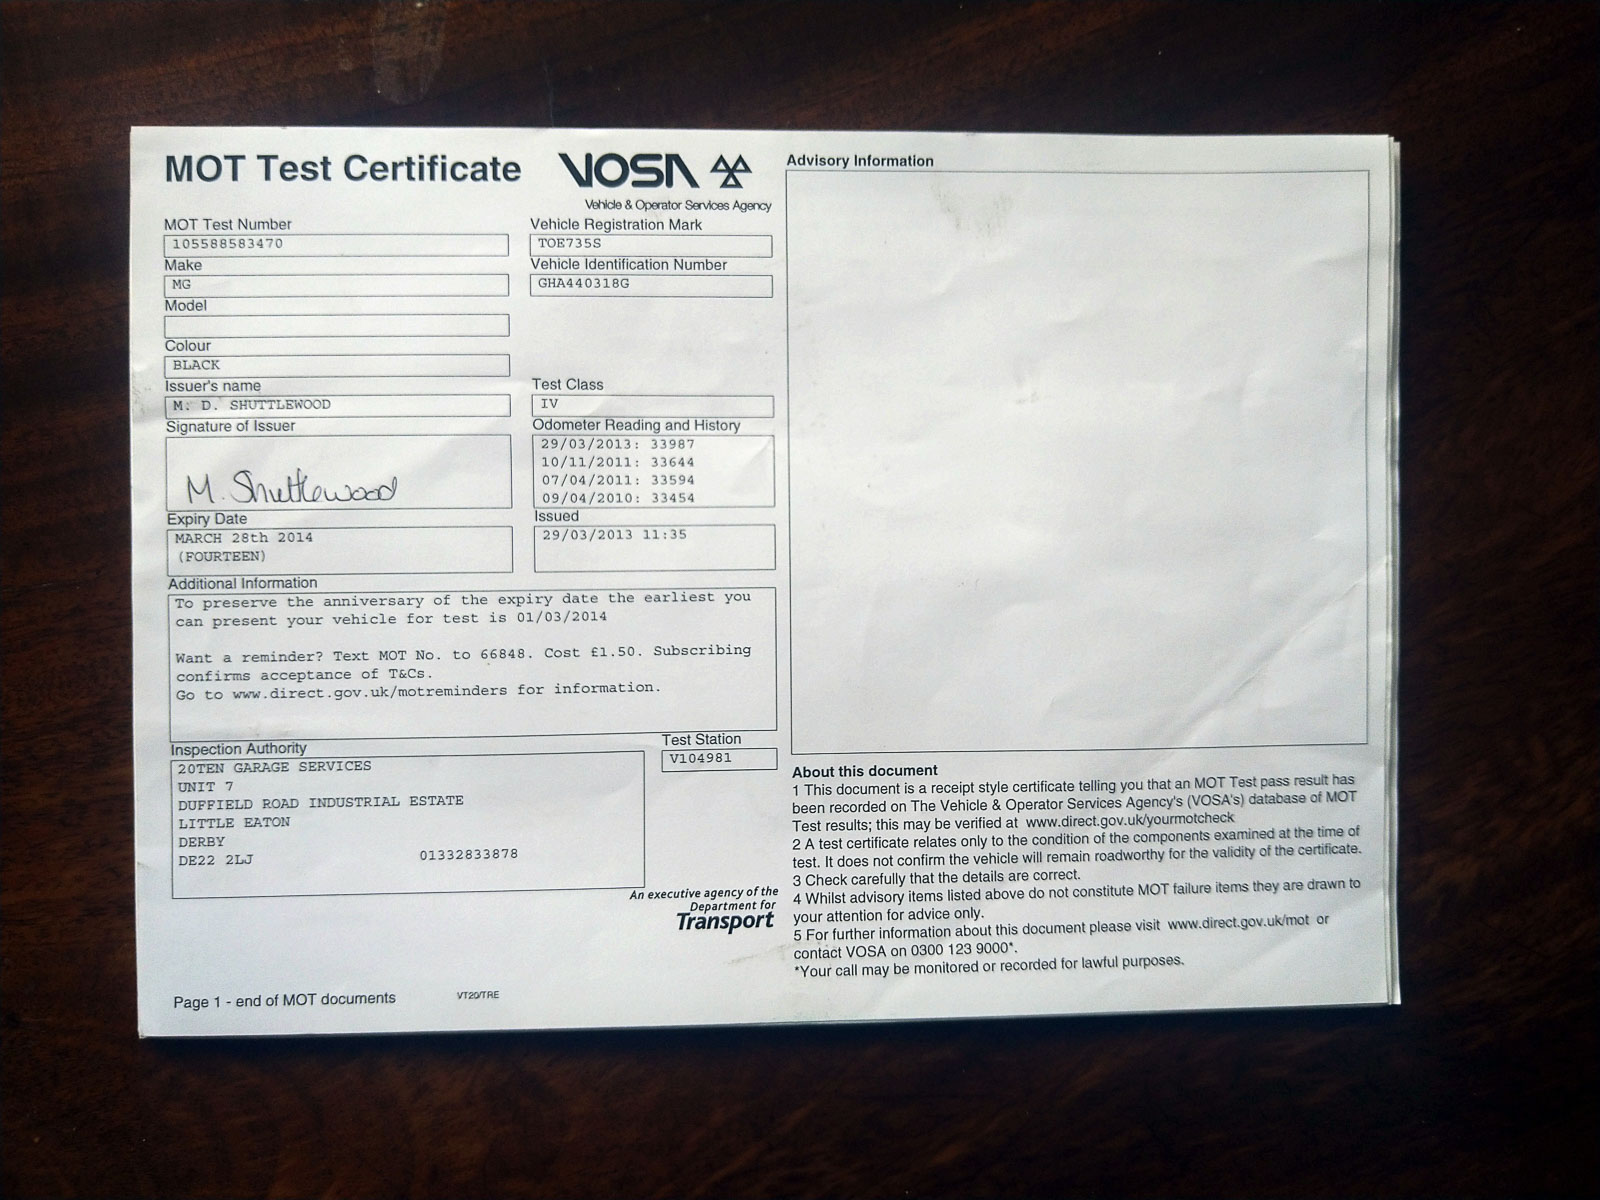 MOT Test Certificate
VOSA
Vehicle & Operator Services Agency
MOT Test Number
105588583470
Vehicle Registration Mark
TOE735S
Make
MG
Vehicle Identification Number
GHA440318G
Model
Colour
BLACK
Issuer's name
M. D. SHUTTLEWOOD
Test Class
IV
Signature of Issuer
M. Shuttlewood
Odometer Reading and History
29/03/2013: 33987
10/11/2011: 33644
07/04/2011: 33594
09/04/2010: 33454
Expiry Date
MARCH 28th 2014
(FOURTEEN)
Issued
29/03/2013 11:35
Additional Information
To preserve the anniversary of the expiry date the earliest you
can present your vehicle for test is 01/03/2014
Want a reminder? Text MOT No. to 66848. Cost £1.50. Subscribing
confirms acceptance of T&Cs.
Go to www.direct.gov.uk/motreminders for information.
Inspection Authority
20TEN GARAGE SERVICES
UNIT 7
DUFFIELD ROAD INDUSTRIAL ESTATE
LITTLE EATON
DERBY
DE22 2LJ 01332833878
Test Station
V104981
An executive agency of the
Department for
Transport
Page 1 - end of MOT documents
VT20/TRE
Advisory Information
About this document
1 This document is a receipt style certificate telling you that an MOT Test pass result has
been recorded on The Vehicle & Operator Services Agency's (VOSA's) database of MOT
Test results; this may be verified at www.direct.gov.uk/yourmotcheck
2 A test certificate relates only to the condition of the components examined at the time of
test. It does not confirm the vehicle will remain roadworthy for the validity of the certificate.
3 Check carefully that the details are correct.
4 Whilst advisory items listed above do not constitute MOT failure items they are drawn to
your attention for advice only.
5 For further information about this document please visit www.direct.gov.uk/mot or
contact VOSA on 0300 123 9000*.
*Your call may be monitored or recorded for lawful purposes.